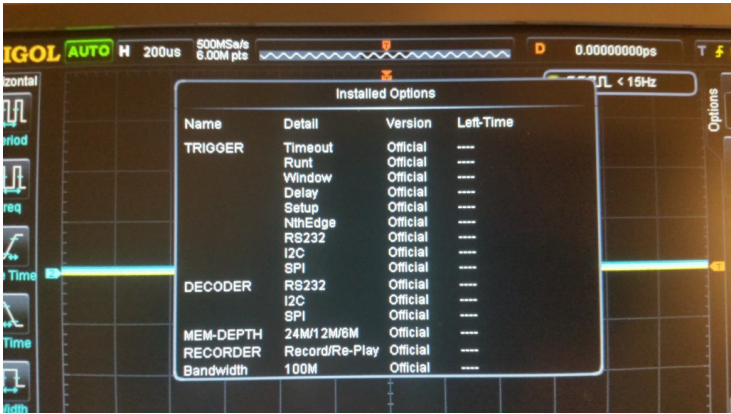 IGOL AUTO H 200us 500MSa/s D 0.00000000ps T
6.00M pts
zontal
< 15Hz
Installed Options
Options
Name Detail Version Left-Time
TRIGGER Timeout Official ----
Runt Official ----
Window Official ----
Delay Official ----
Setup Official ----
NthEdge Official ----
RS232 Official ----
I2C Official ----
SPI Official ----
DECODER RS232 Official ----
I2C Official ----
SPI Official ----
MEM-DEPTH 24M/12M/6M Official ----
RECORDER Record/Re-Play Official ----
Bandwidth 100M Official ----
eriod
req
e Time
2
T
Time
Width